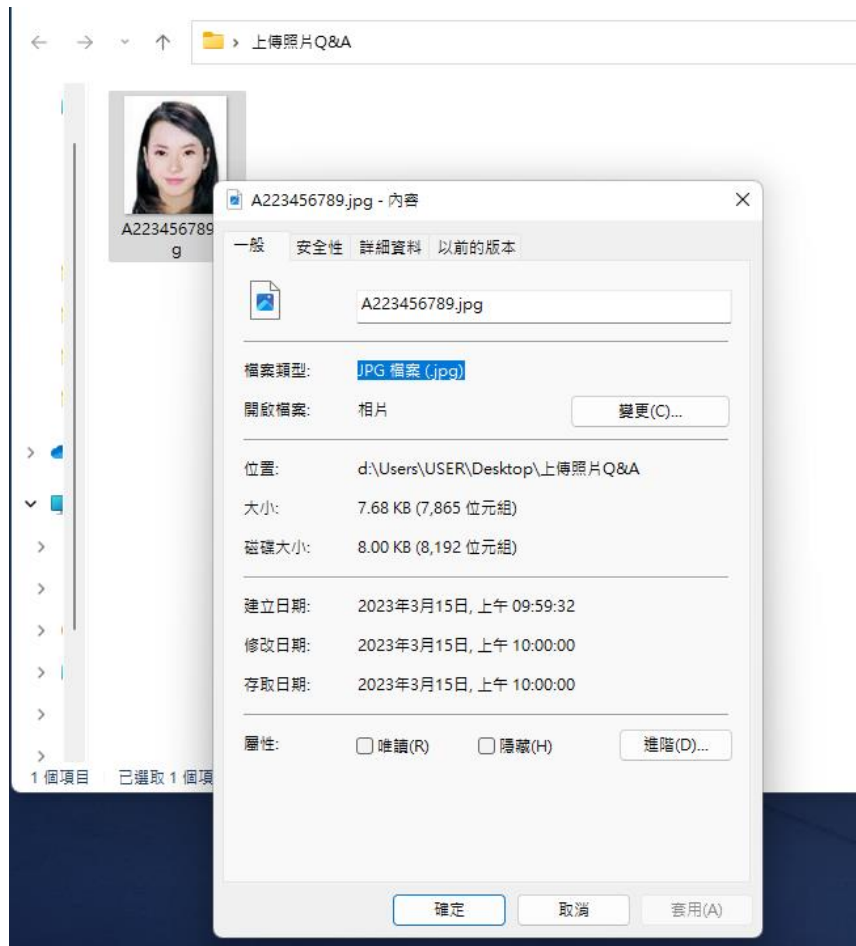 上傳照片Q&A
A223456789
g
A223456789.jpg - 內容
一般 安全性 詳細資料 以前的版本
A223456789.jpg
檔案類型: JPG 檔案 (.jpg)
開啟檔案: 相片 變更(C)...
位置: d:\Users\USER\Desktop\上傳照片Q&A
大小: 7.68 KB (7,865 位元組)
磁碟大小: 8.00 KB (8,192 位元組)
建立日期: 2023年3月15日, 上午 09:59:32
修改日期: 2023年3月15日, 上午 10:00:00
存取日期: 2023年3月15日, 上午 10:00:00
屬性: 唯讀(R) 隱藏(H) 進階(D)...
1 個項目 已選取 1 個項
確定 取消 套用(A)